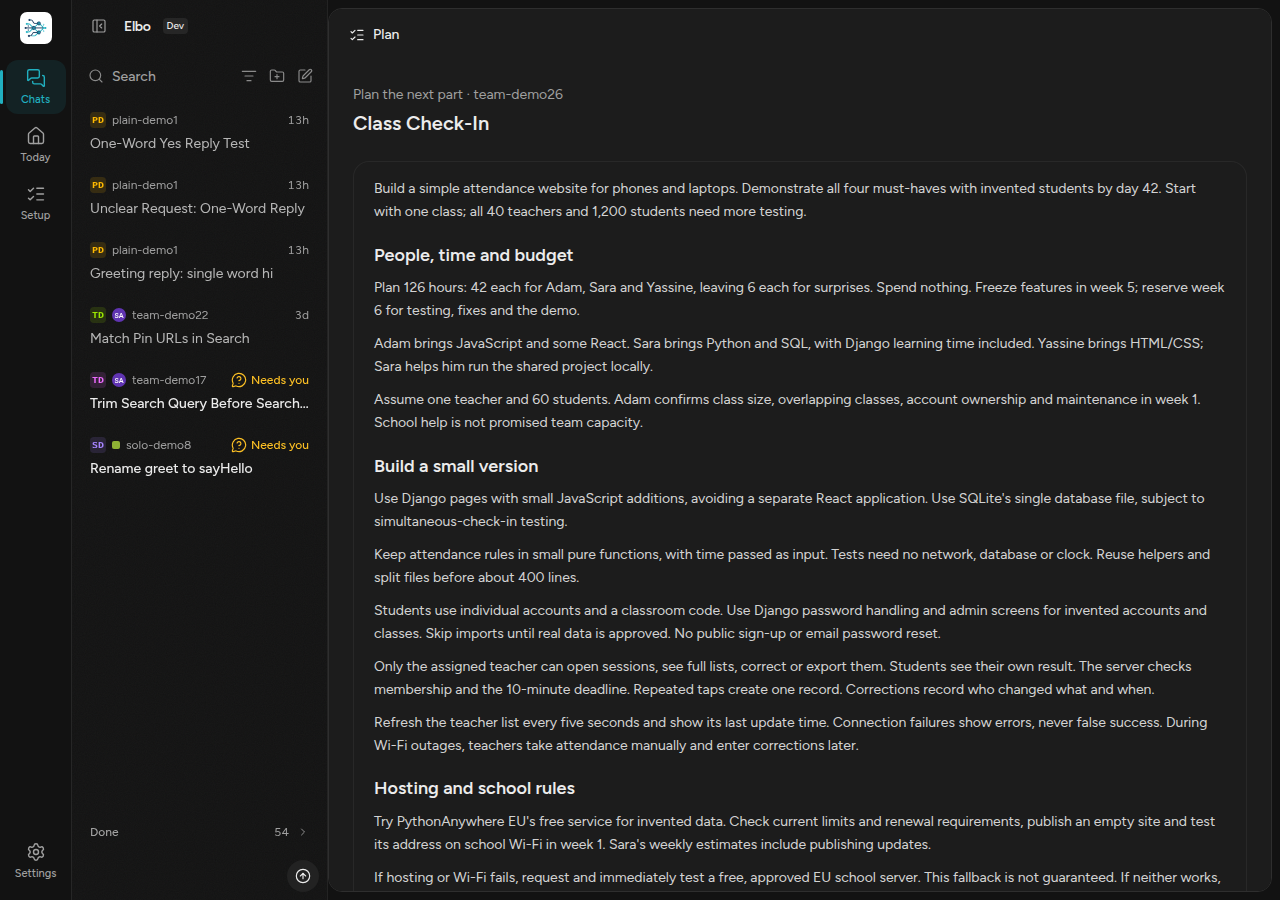 Elbo
Dev
Chats
Today
Setup
Settings
Search
PD plain-demo1 13h
One-Word Yes Reply Test
PD plain-demo1 13h
Unclear Request: One-Word Reply
PD plain-demo1 13h
Greeting reply: single word hi
TD SA team-demo22 3d
Match Pin URLs in Search
TD SA team-demo17 Needs you
Trim Search Query Before Search...
SD solo-demo8 Needs you
Rename greet to sayHello
Done 54
Plan
Plan the next part · team-demo26
Class Check-In
Build a simple attendance website for phones and laptops. Demonstrate all four must-haves with invented students by day 42. Start
with one class; all 40 teachers and 1,200 students need more testing.
People, time and budget
Plan 126 hours: 42 each for Adam, Sara and Yassine, leaving 6 each for surprises. Spend nothing. Freeze features in week 5; reserve week
6 for testing, fixes and the demo.
Adam brings JavaScript and some React. Sara brings Python and SQL, with Django learning time included. Yassine brings HTML/CSS;
Sara helps him run the shared project locally.
Assume one teacher and 60 students. Adam confirms class size, overlapping classes, account ownership and maintenance in week 1.
School help is not promised team capacity.
Build a small version
Use Django pages with small JavaScript additions, avoiding a separate React application. Use SQLite's single database file, subject to
simultaneous-check-in testing.
Keep attendance rules in small pure functions, with time passed as input. Tests need no network, database or clock. Reuse helpers and
split files before about 400 lines.
Students use individual accounts and a classroom code. Use Django password handling and admin screens for invented accounts and
classes. Skip imports until real data is approved. No public sign-up or email password reset.
Only the assigned teacher can open sessions, see full lists, correct or export them. Students see their own result. The server checks
membership and the 10-minute deadline. Repeated taps create one record. Corrections record who changed what and when.
Refresh the teacher list every five seconds and show its last update time. Connection failures show errors, never false success. During
Wi-Fi outages, teachers take attendance manually and enter corrections later.
Hosting and school rules
Try PythonAnywhere EU's free service for invented data. Check current limits and renewal requirements, publish an empty site and test
its address on school Wi-Fi in week 1. Sara's weekly estimates include publishing updates.
If hosting or Wi-Fi fails, request and immediately test a free, approved EU school server. This fallback is not guaranteed. If neither works,